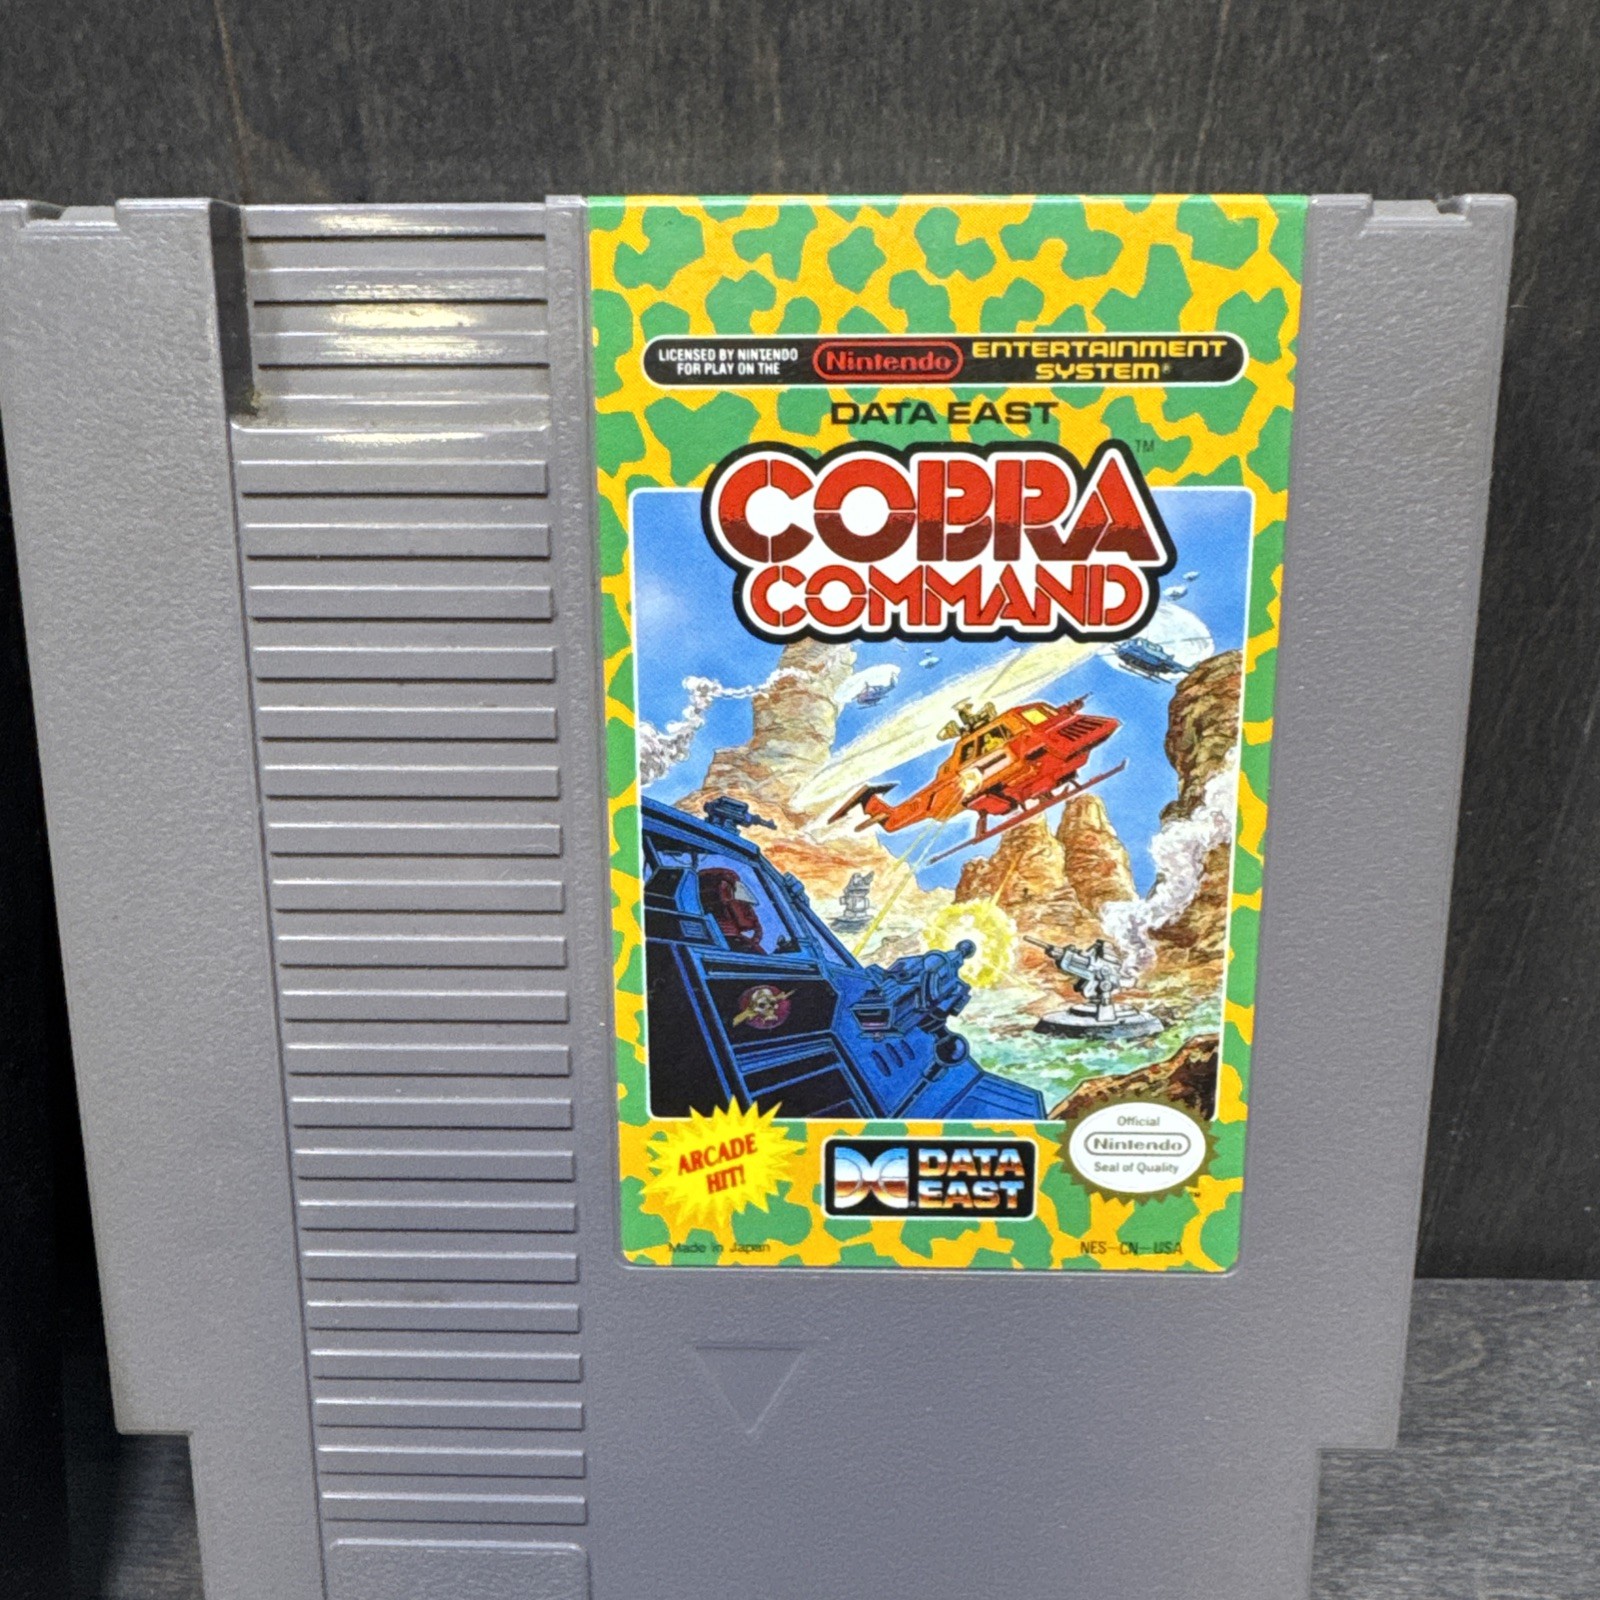 LICENSED BY NINTENDO
FOR PLAY ON THE
Nintendo
ENTERTAINMENT
SYSTEM®
DATA EAST
COBRA
COMMAND
TM
ARCADE
HIT!
DATA
EAST
Official
Nintendo
Seal of Quality
TM
Made in Japan
NES-CN-USA